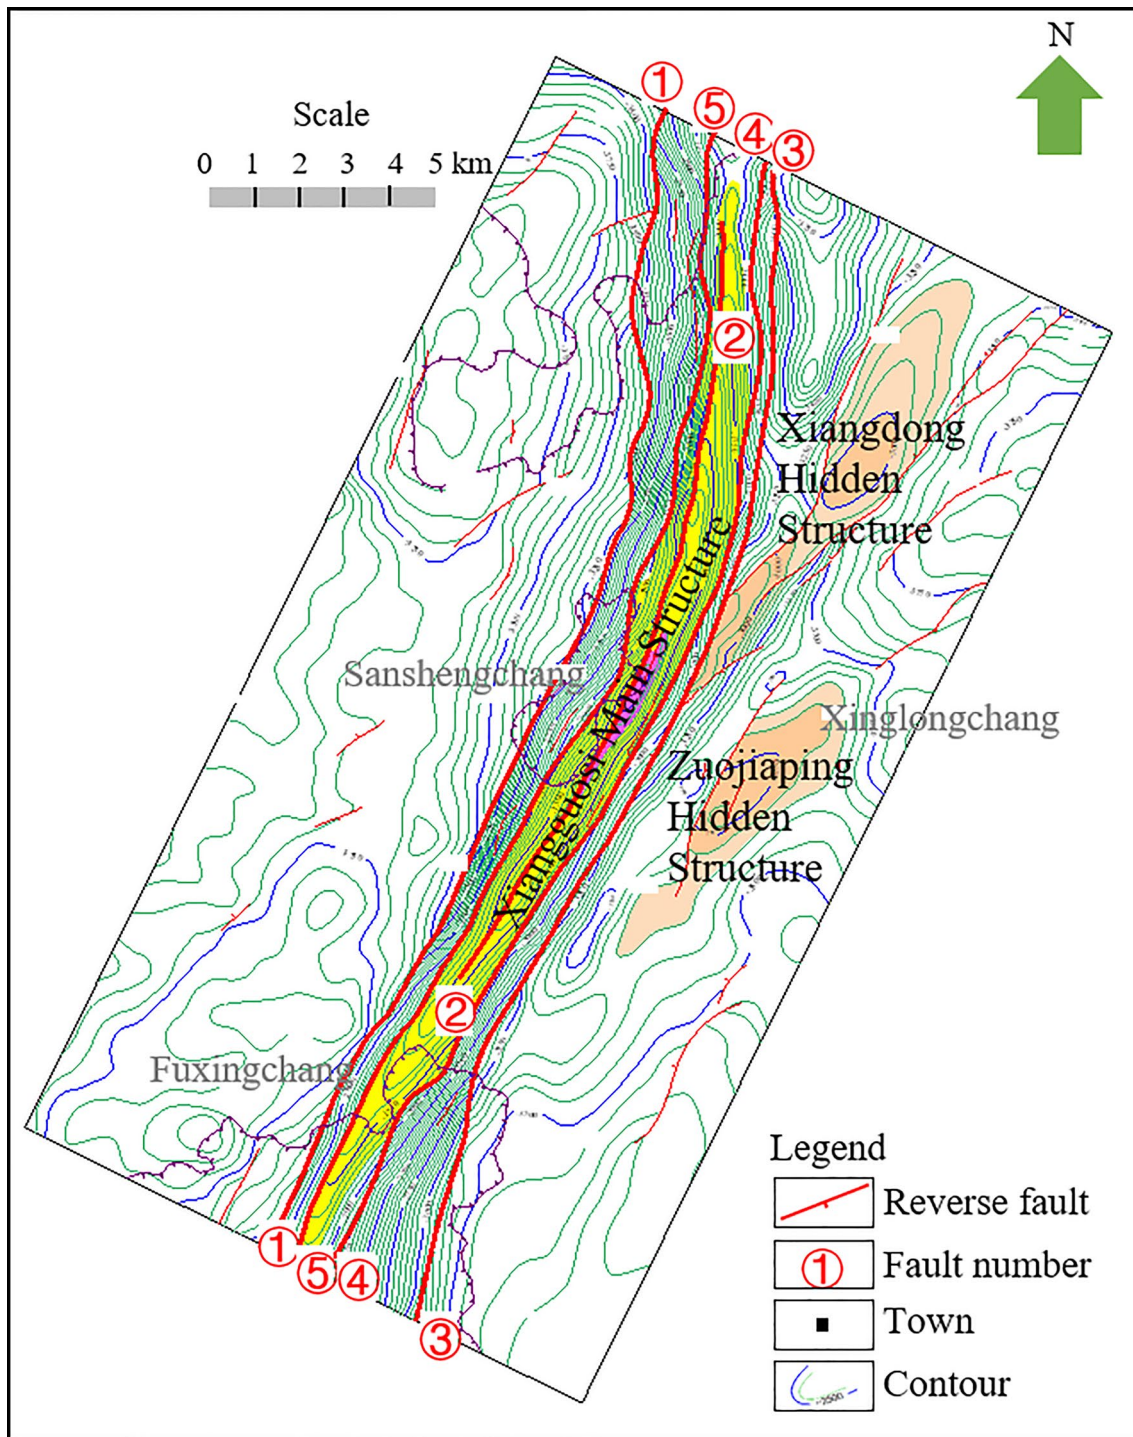 N
Scale
0 1 2 3 4 5 km
①
⑤
④
③
②
Xiangdong
Hidden
Structure
Xiangguosi Main Structure
Sanshengchang
Xinglongchang
Zuojiaping
Hidden
Structure
②
Fuxingchang
①
⑤
④
③
Legend
Reverse fault
① Fault number
Town
-2500 Contour